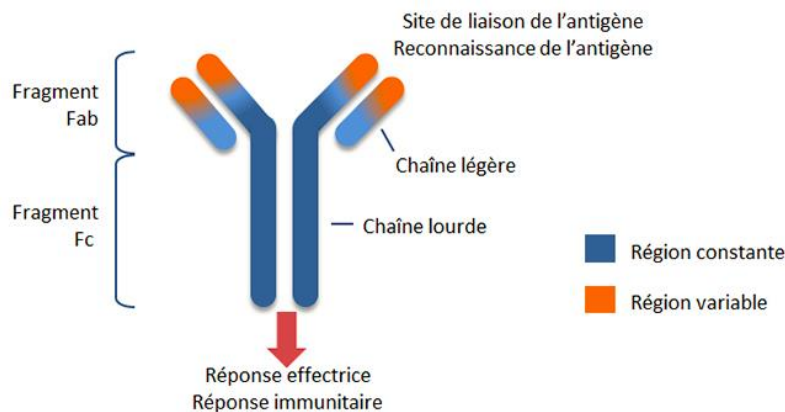 Site de liaison de l’antigène
Reconnaissance de l’antigène
Fragment
Fab
Chaîne légère
Fragment
Fc
Chaîne lourde
Région constante
Région variable
Réponse effectrice
Réponse immunitaire